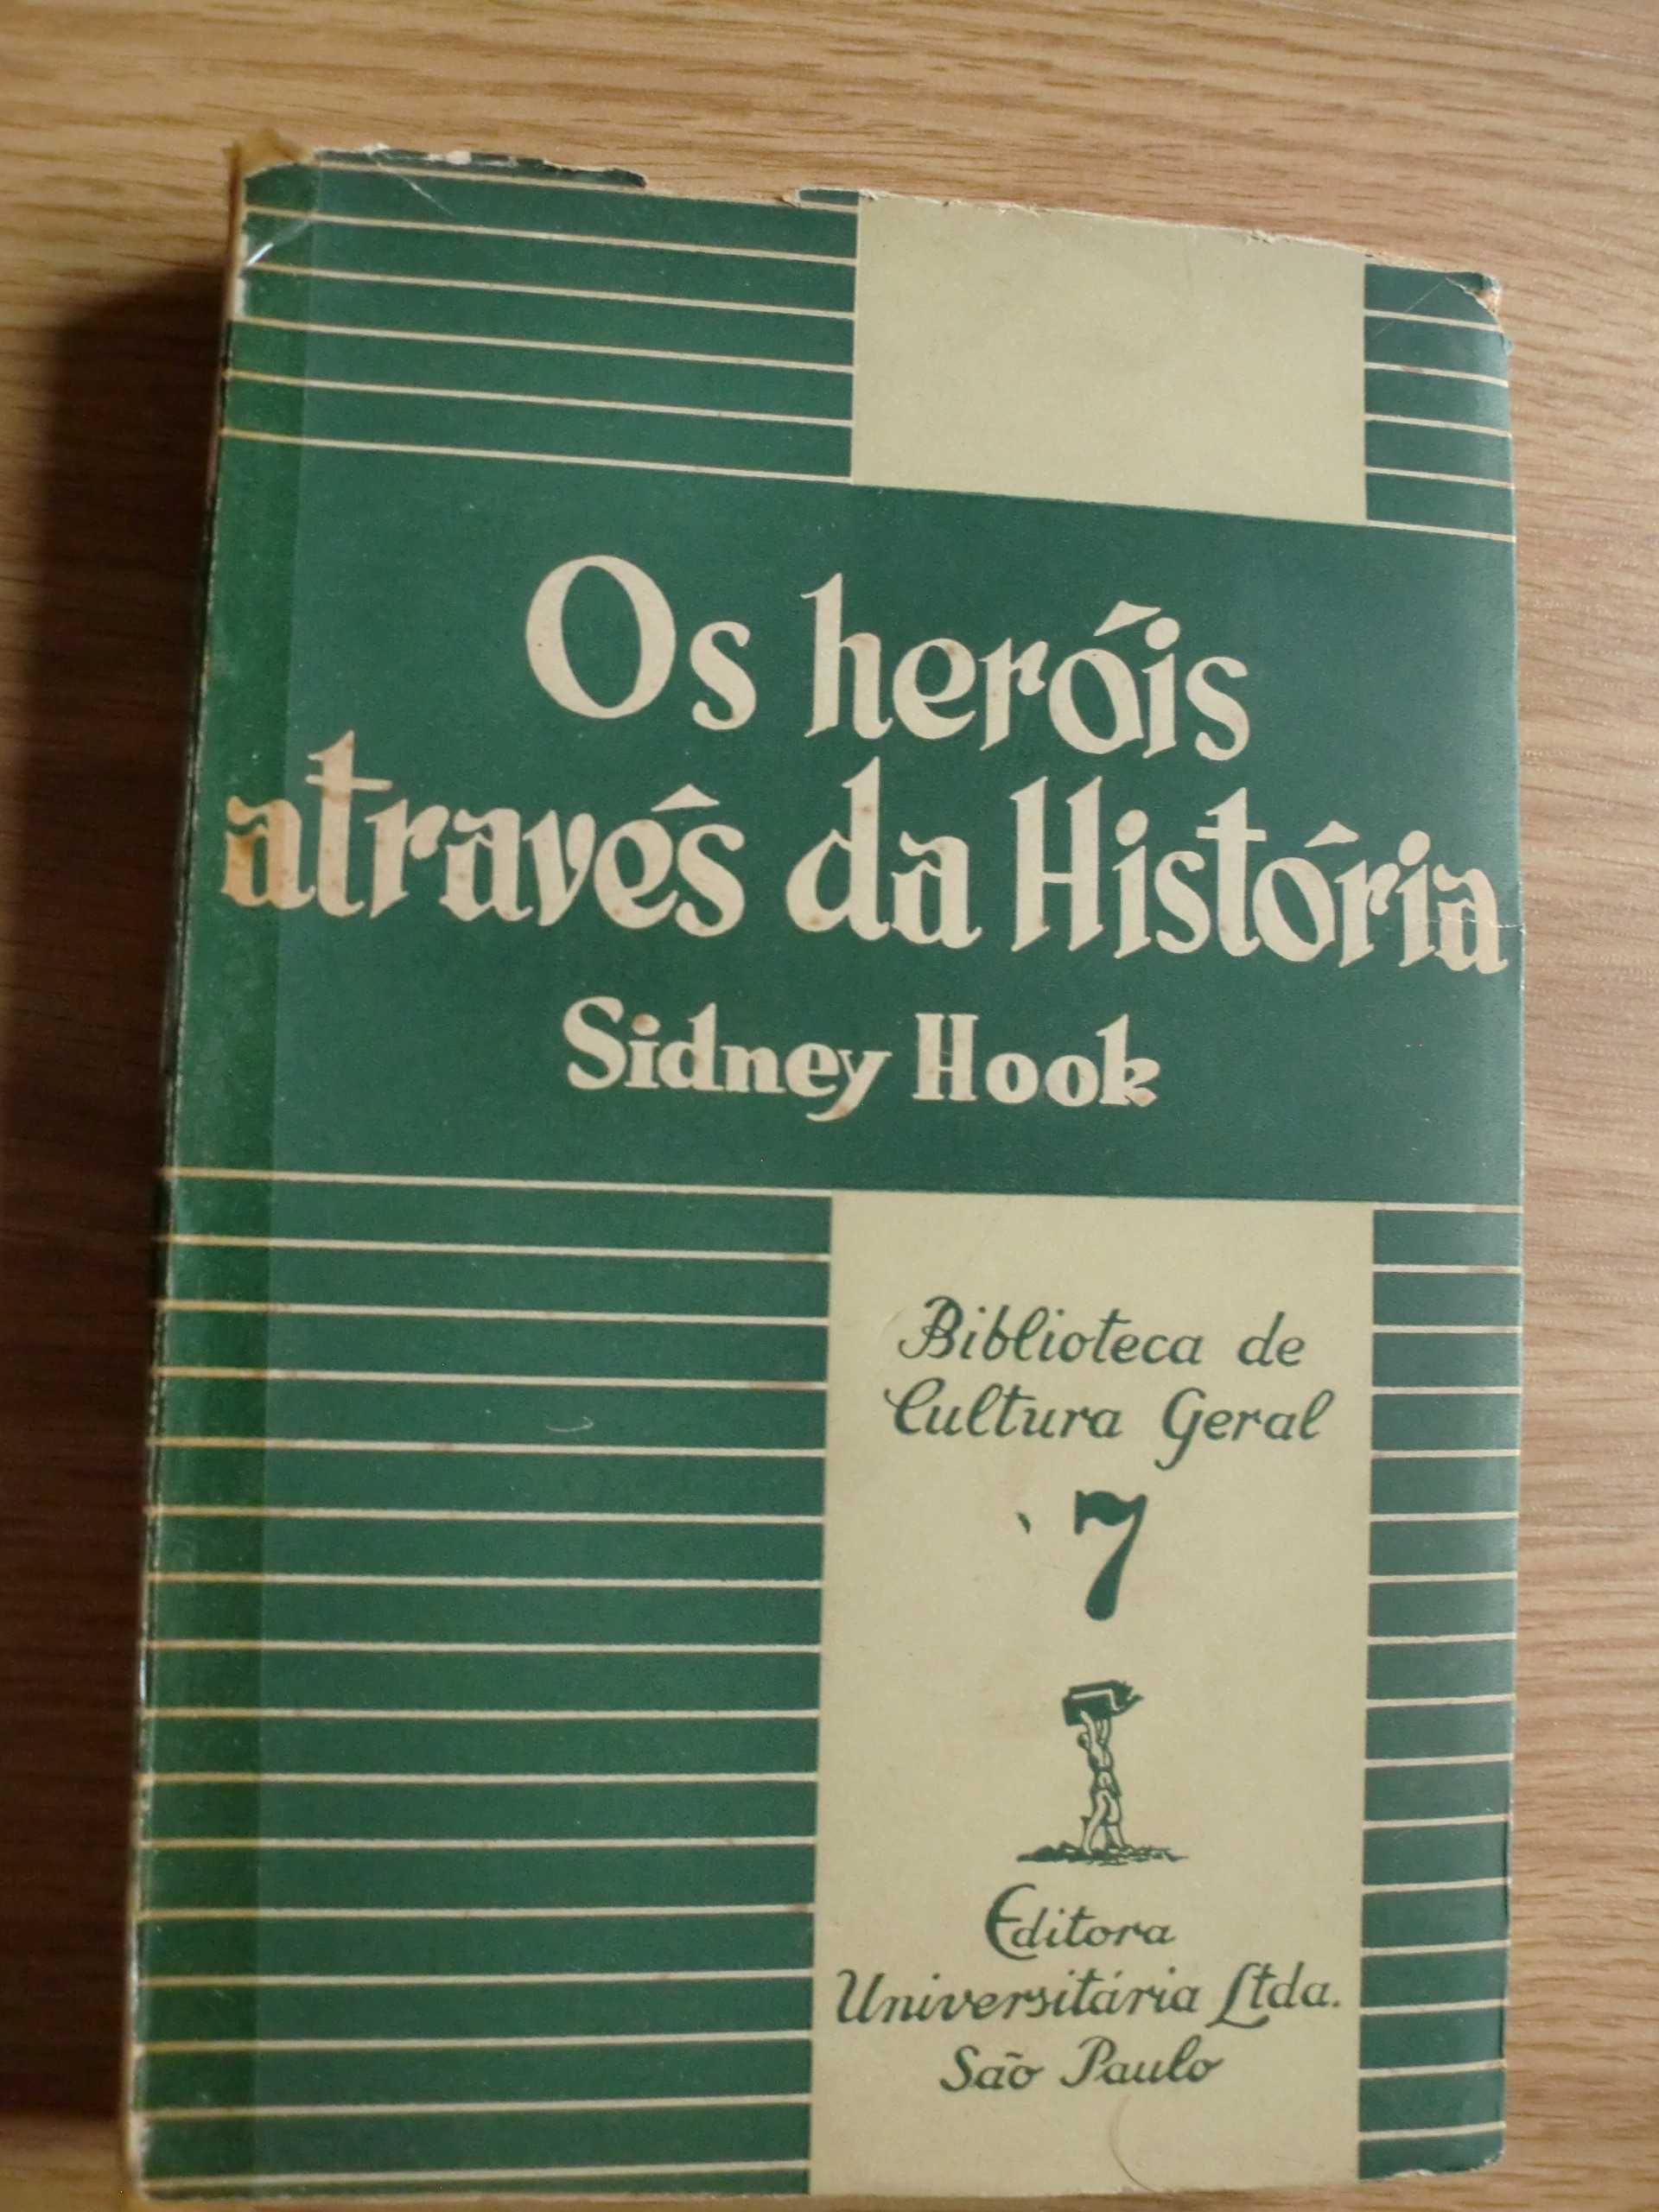 Os heróis
através da História
Sidney Hook
Biblioteca de
Cultura Geral
7
Editora
Universitária Ltda.
São Paulo